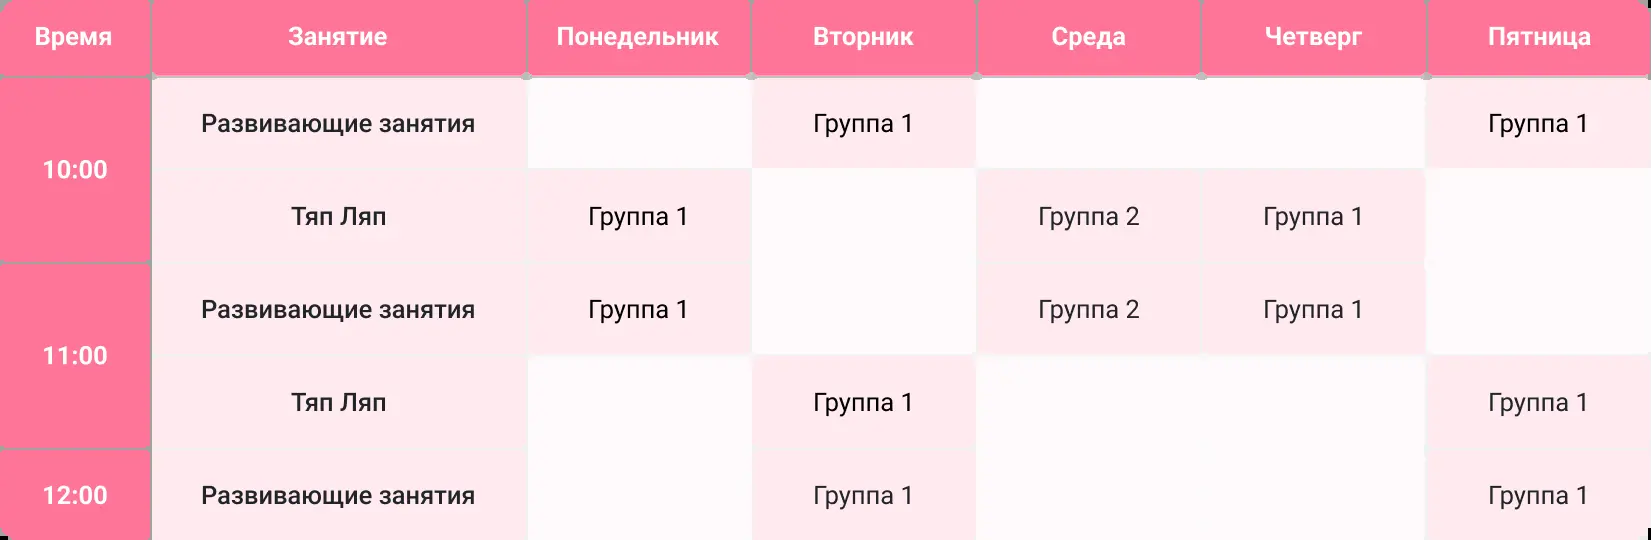 Время Занятие Понедельник Вторник Среда Четверг Пятница
10:00
Развивающие занятия Группа 1 Группа 1
Тяп Ляп Группа 1 Группа 2 Группа 1
11:00
Развивающие занятия Группа 1 Группа 2 Группа 1
Тяп Ляп Группа 1 Группа 1
12:00 Развивающие занятия Группа 1 Группа 1